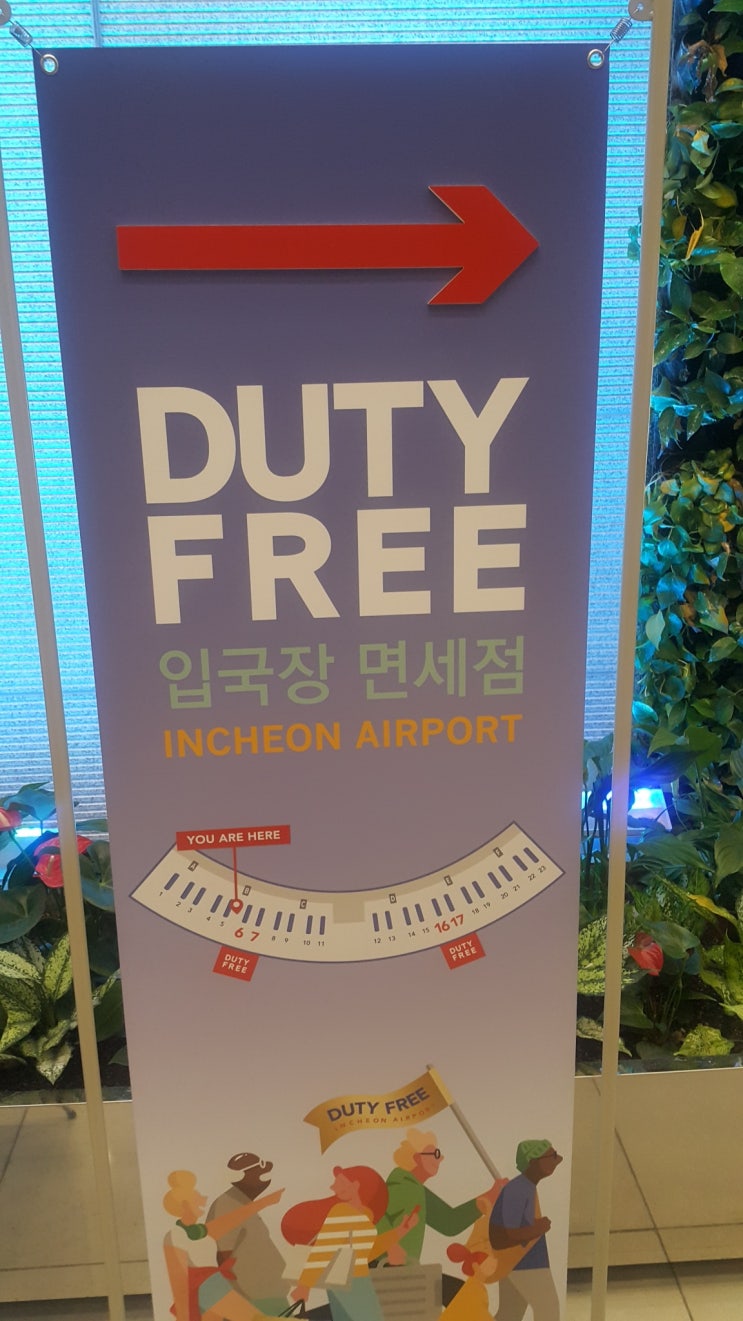 DUTY
FREE
입국장 면세점
INCHEON AIRPORT
YOU ARE HERE
A B C D E F
1 2 3 4 5 6 7 8 9 10 11 12 13 14 15 16 17 18 19 20 21 22 23
DUTY
FREE
DUTY
FREE
DUTY FREE
INCHEON AIRPORT